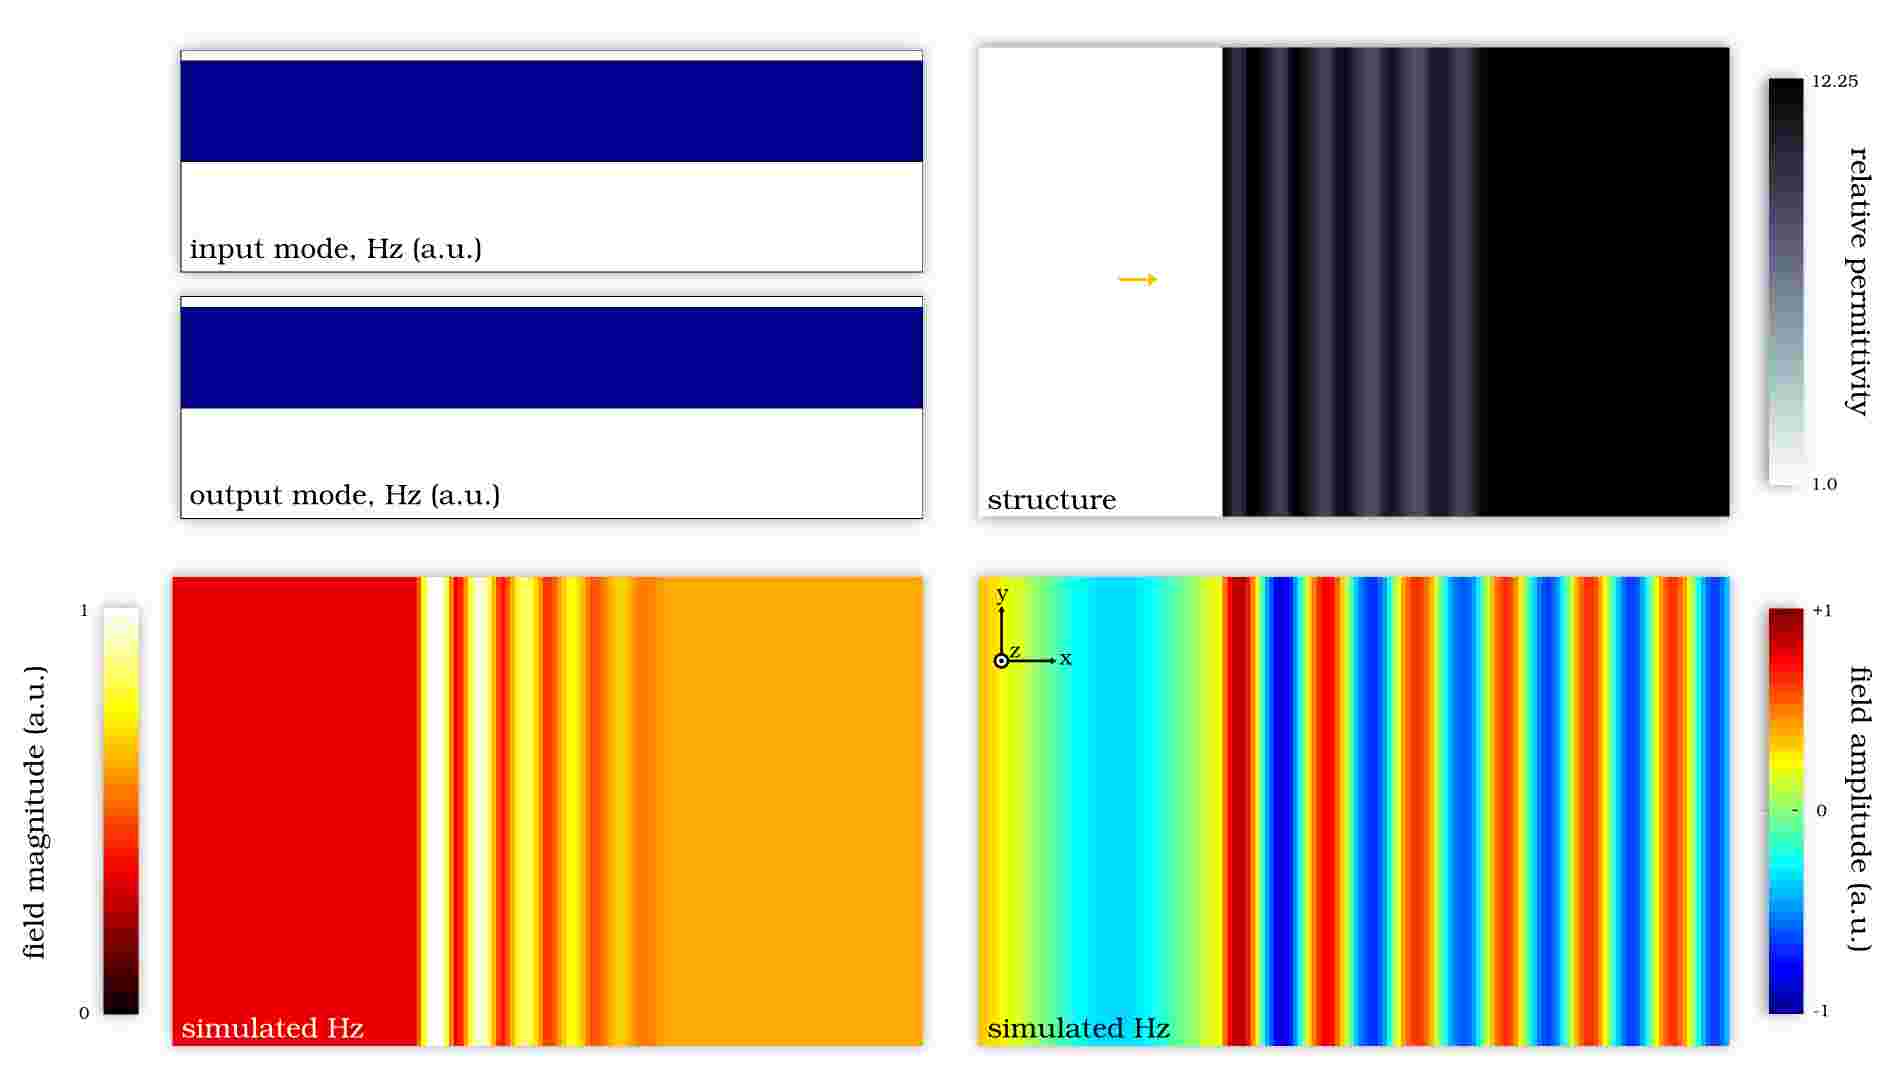 input mode, Hz (a.u.)
output mode, Hz (a.u.)
structure
12.25
relative permittivity
1.0
1
field magnitude (a.u.)
0
simulated Hz
y
z
x
simulated Hz
+1
field amplitude (a.u.)
0
-1